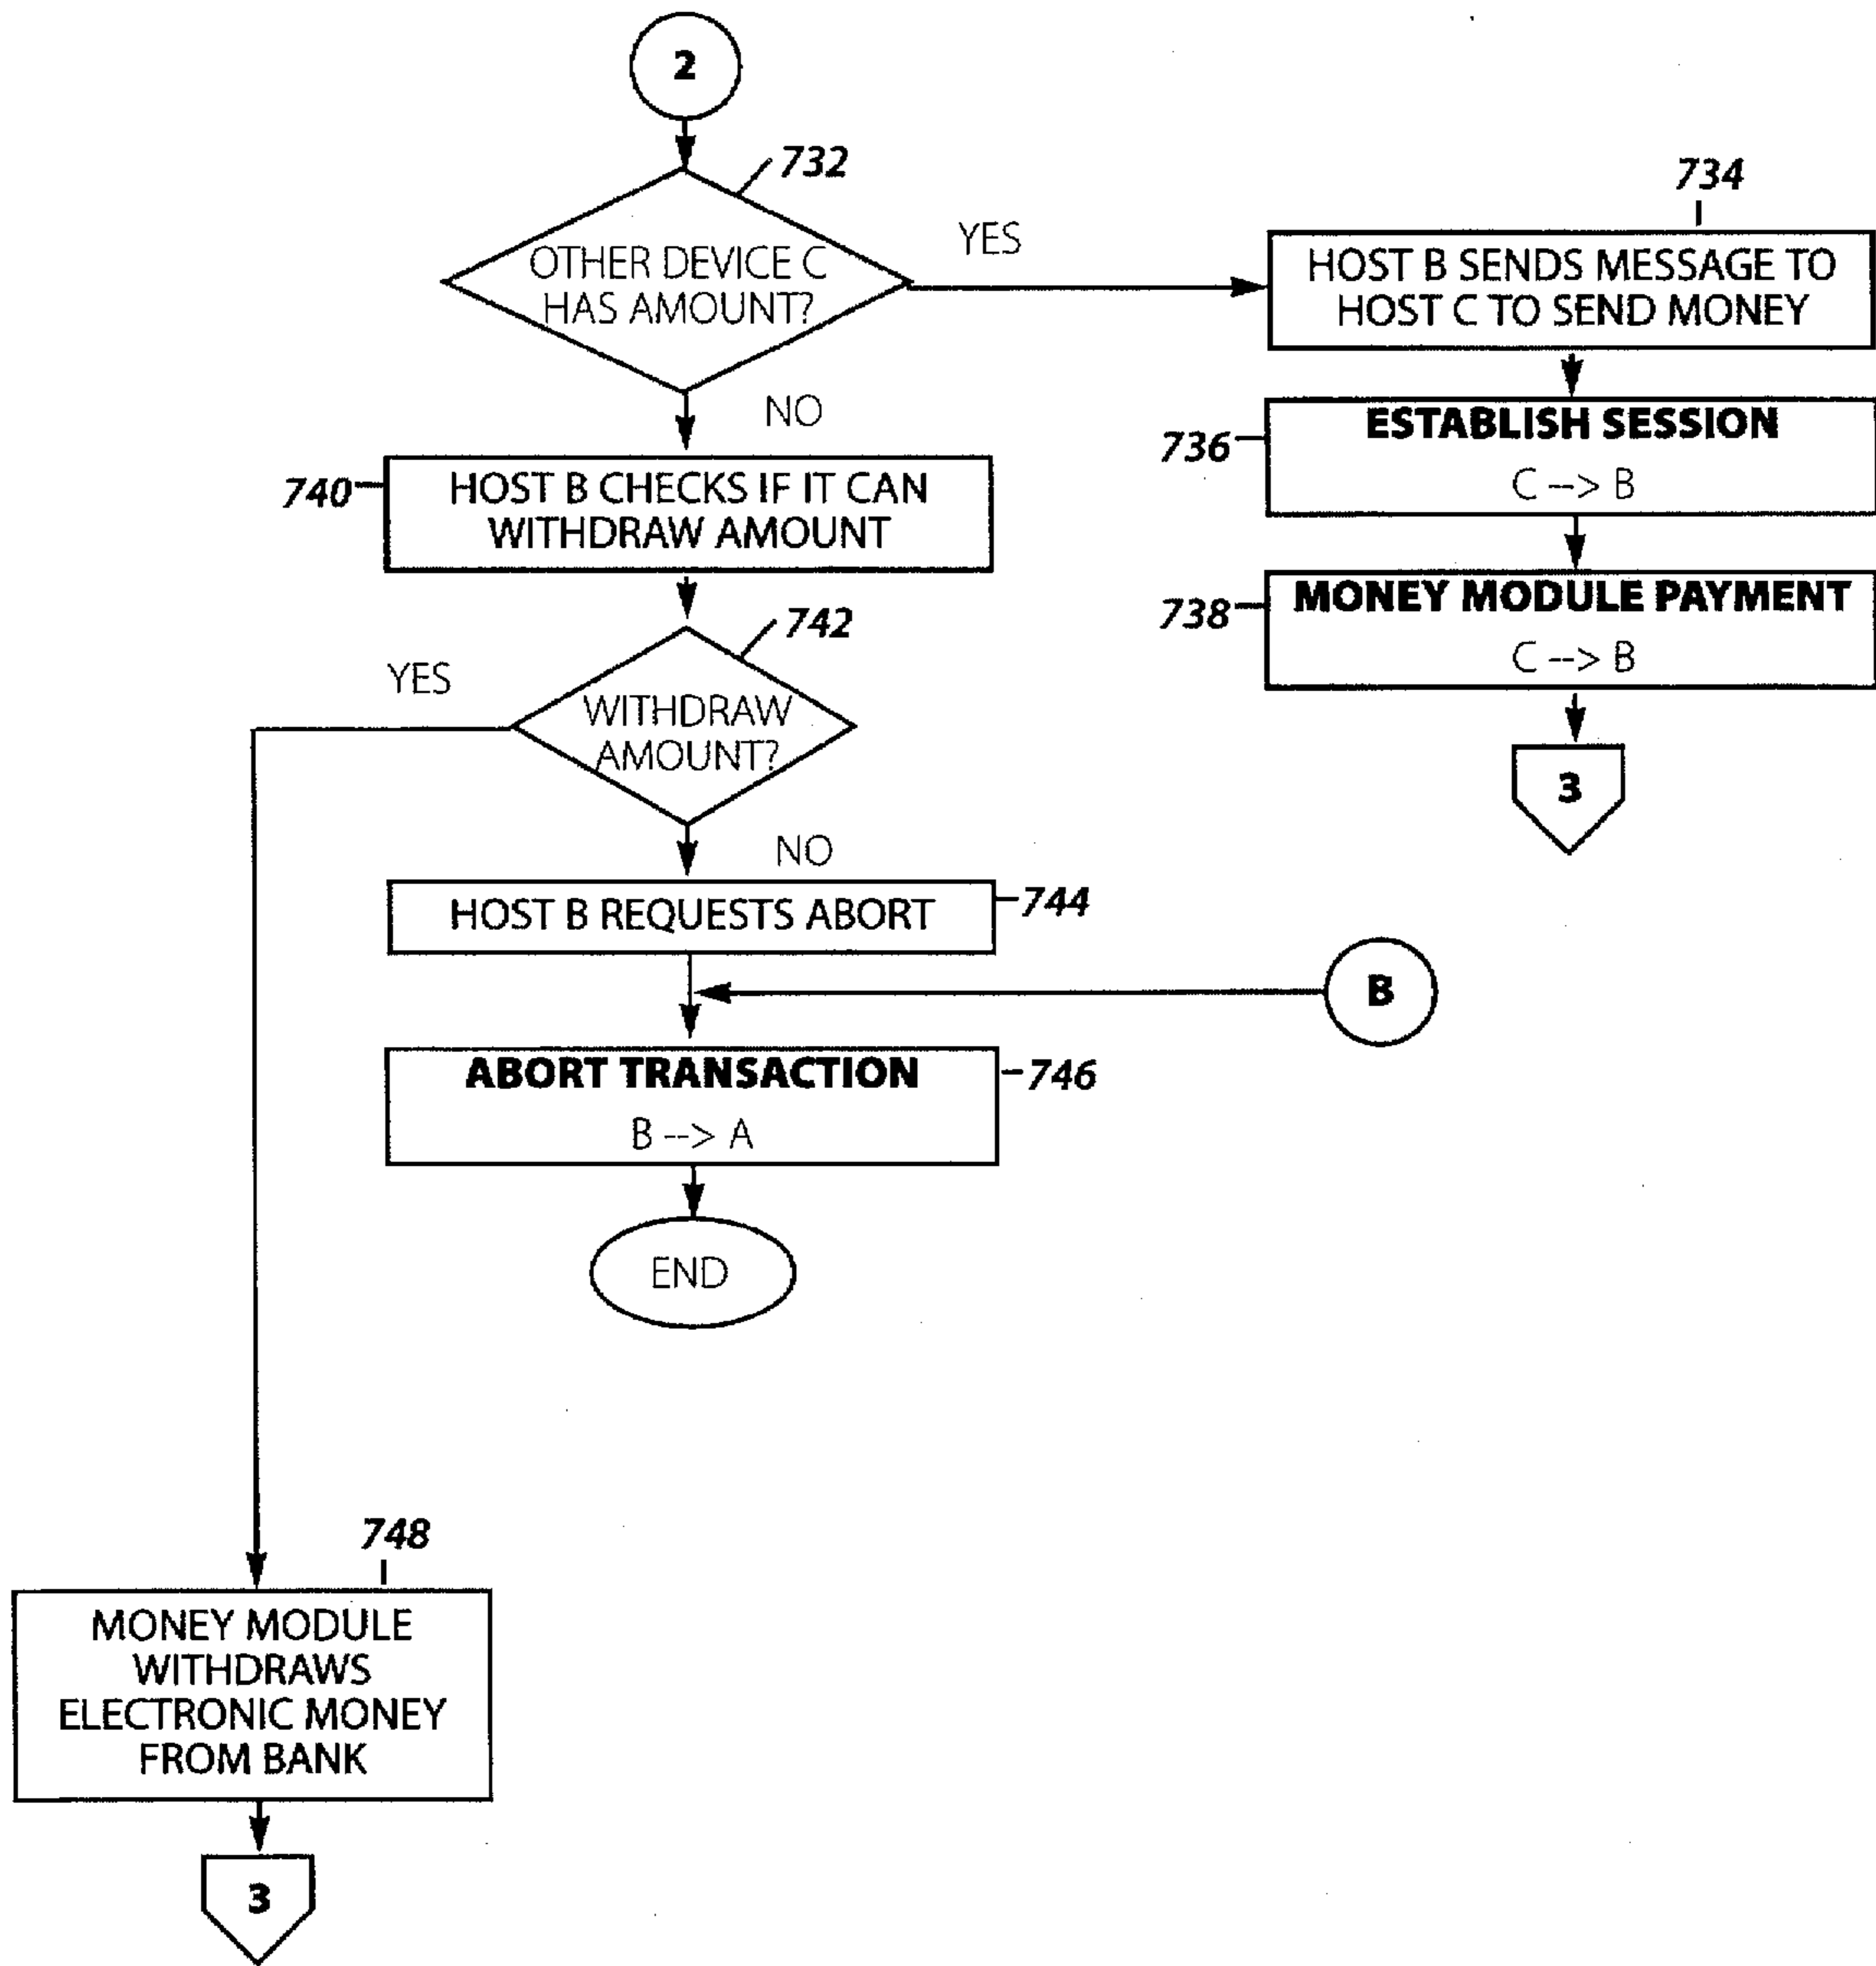 2
732
OTHER DEVICE C
HAS AMOUNT?
YES
734
HOST B SENDS MESSAGE TO
HOST C TO SEND MONEY
NO
736
ESTABLISH SESSION
C --> B
740
HOST B CHECKS IF IT CAN
WITHDRAW AMOUNT
738
MONEY MODULE PAYMENT
C --> B
3
742
YES
WITHDRAW
AMOUNT?
NO
HOST B REQUESTS ABORT
744
B
ABORT TRANSACTION
746
B --> A
END
748
MONEY MODULE
WITHDRAWS
ELECTRONIC MONEY
FROM BANK
3